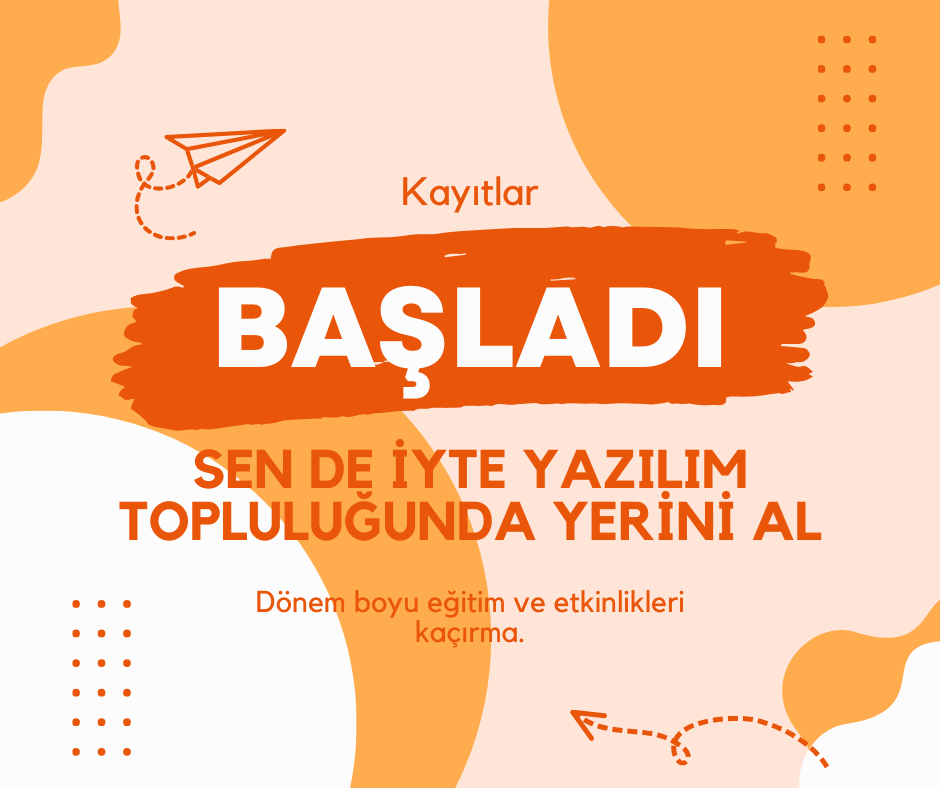 Kayıtlar
BAŞLADI
SEN DE İYTE YAZILIM
TOPLULUĞUNDA YERİNİ AL
Dönem boyu eğitim ve etkinlikleri
kaçırma.